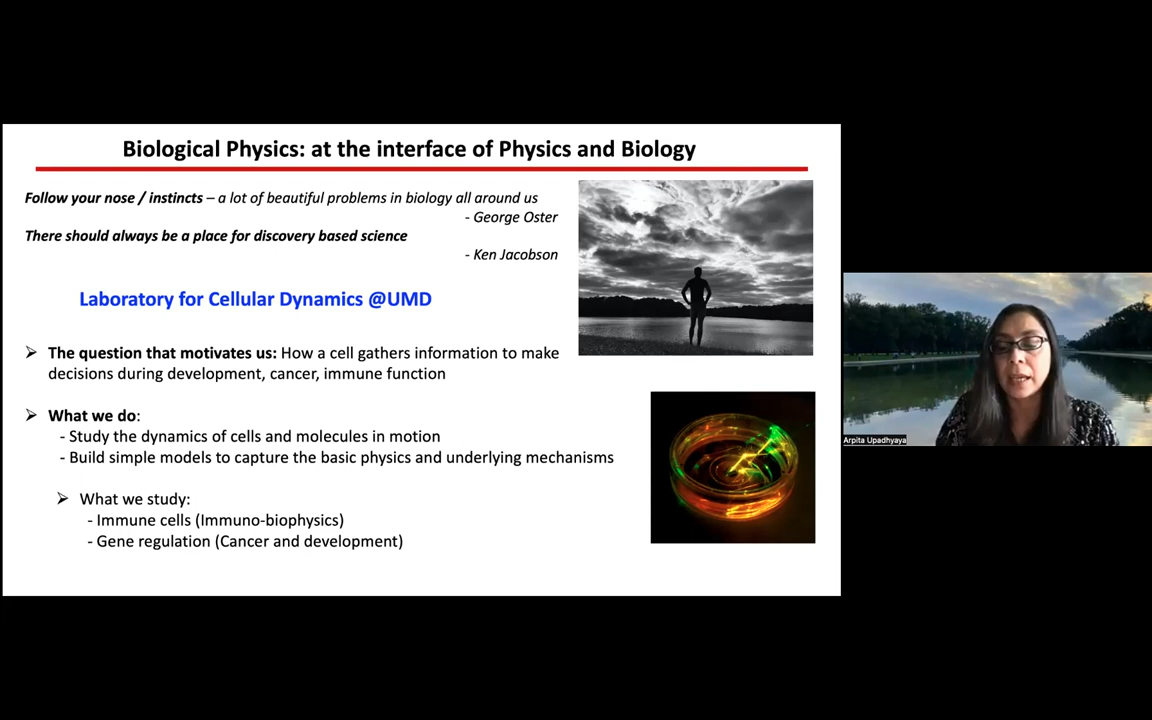 Biological Physics: at the interface of Physics and Biology
Follow your nose / instincts – a lot of beautiful problems in biology all around us
- George Oster
There should always be a place for discovery based science
- Ken Jacobson
Laboratory for Cellular Dynamics @UMD
➢ The question that motivates us: How a cell gathers information to make
decisions during development, cancer, immune function
➢ What we do:
- Study the dynamics of cells and molecules in motion
- Build simple models to capture the basic physics and underlying mechanisms
➢ What we study:
- Immune cells (Immuno-biophysics)
- Gene regulation (Cancer and development)
Arpita Upadhyaya